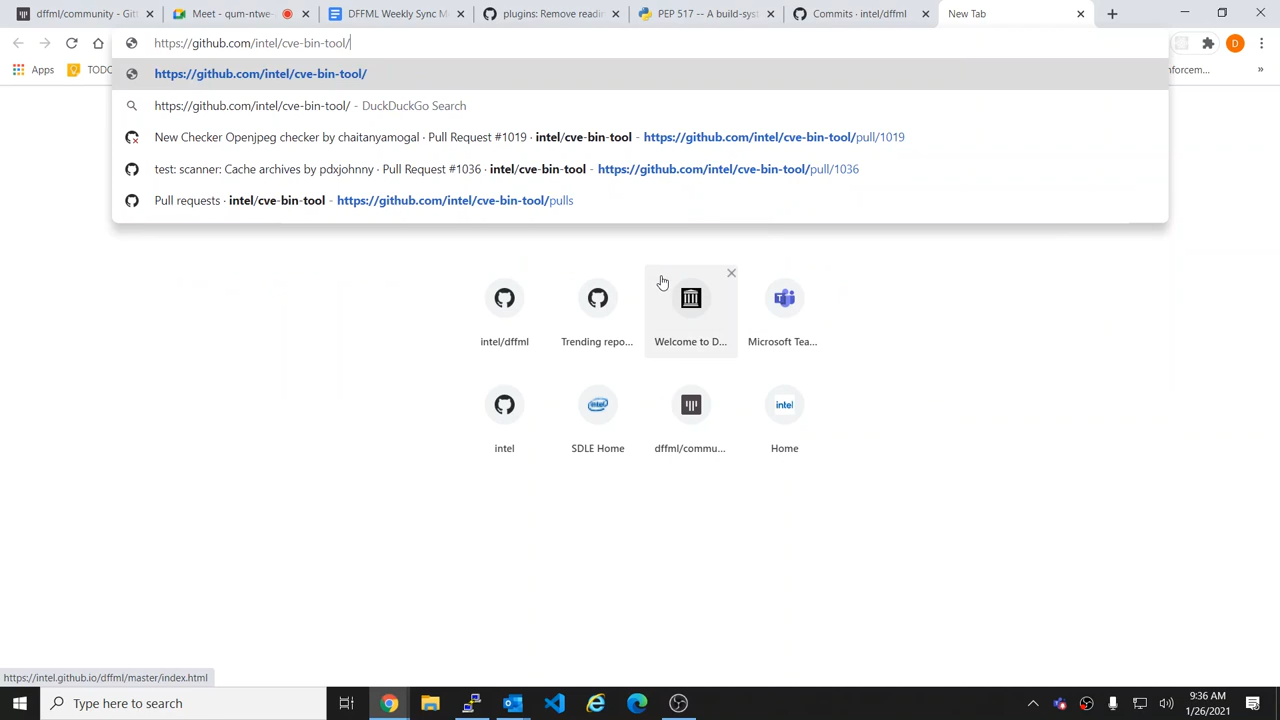 dffml/community - Gitt
Meet - qum-ntwe-
DFFML Weekly Sync M
plugins: Remove readin
PEP 517 -- A build-syst
Commits · intel/dffml
New Tab
https://github.com/intel/cve-bin-tool/
Apps
TODO
nforcem...
»
https://github.com/intel/cve-bin-tool/
https://github.com/intel/cve-bin-tool/ - DuckDuckGo Search
New Checker Openjpeg checker by chaitanyamogal · Pull Request #1019 · intel/cve-bin-tool - https://github.com/intel/cve-bin-tool/pull/1019
test: scanner: Cache archives by pdxjohnny · Pull Request #1036 · intel/cve-bin-tool - https://github.com/intel/cve-bin-tool/pull/1036
Pull requests · intel/cve-bin-tool - https://github.com/intel/cve-bin-tool/pulls
intel/dffml
Trending repo...
Welcome to D...
Microsoft Tea...
intel
SDLE Home
dffml/commu...
Home
https://intel.github.io/dffml/master/index.html
Type here to search
9:36 AM
1/26/2021